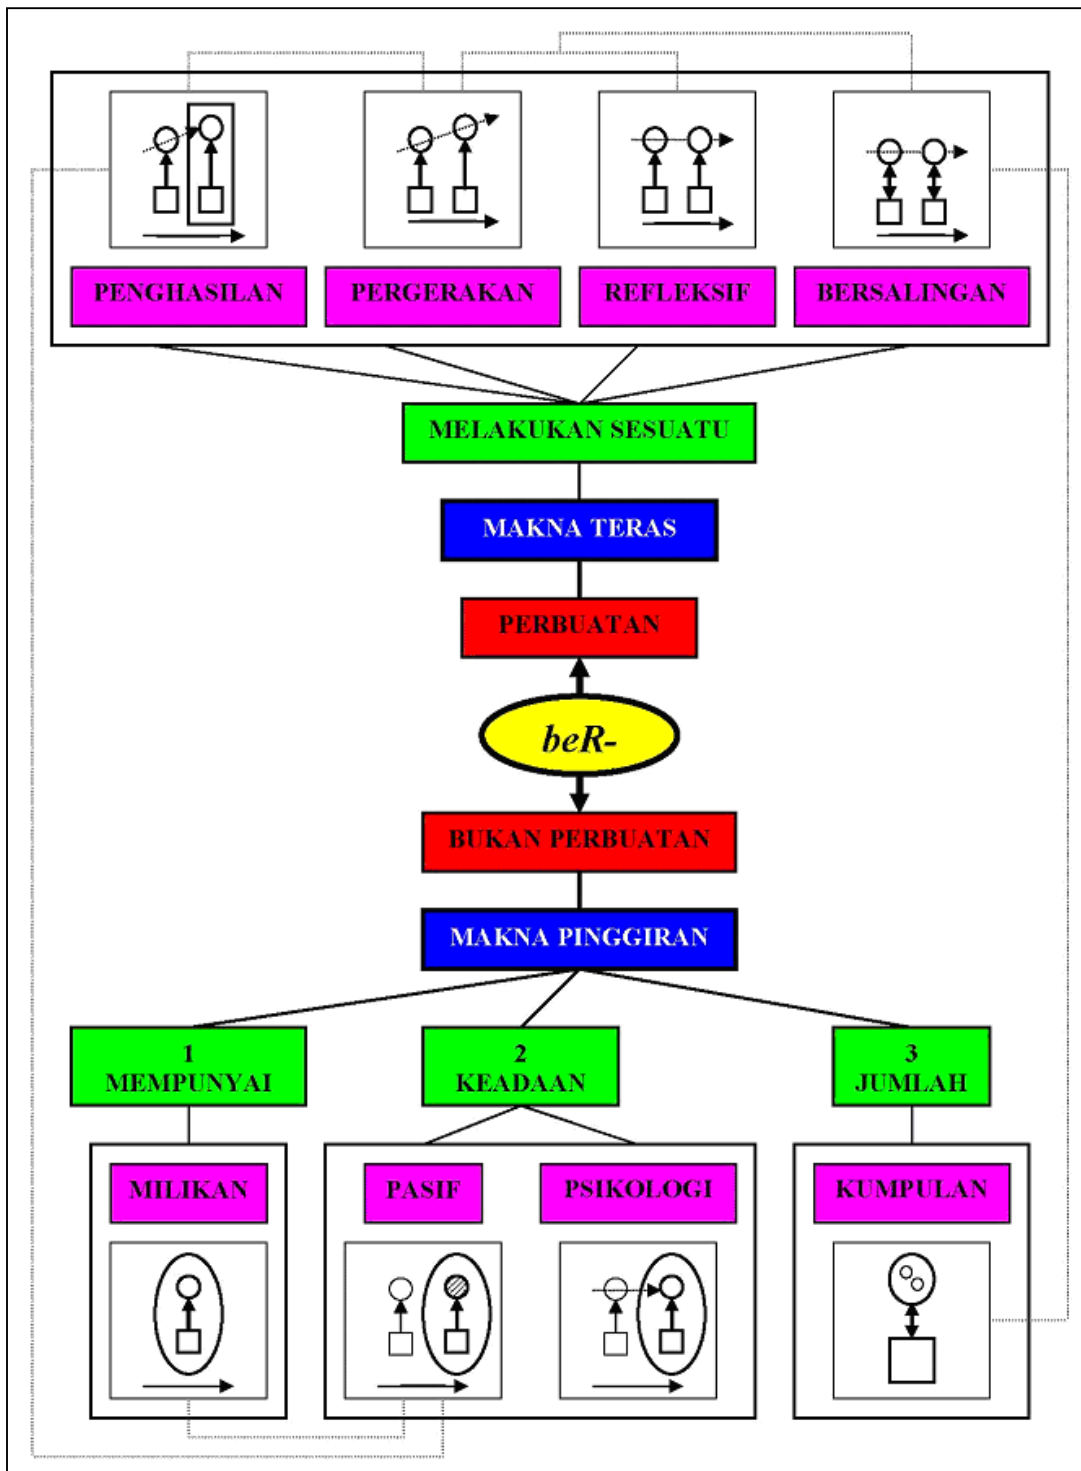 PENGHASILAN
PERGERAKAN
REFLEKSIF
BERSALINGAN
MELAKUKAN SESUATU
MAKNA TERAS
PERBUATAN
beR-
BUKAN PERBUATAN
MAKNA PINGGIRAN
1
MEMPUNYAI
2
KEADAAN
3
JUMLAH
MILIKAN
PASIF
PSIKOLOGI
KUMPULAN